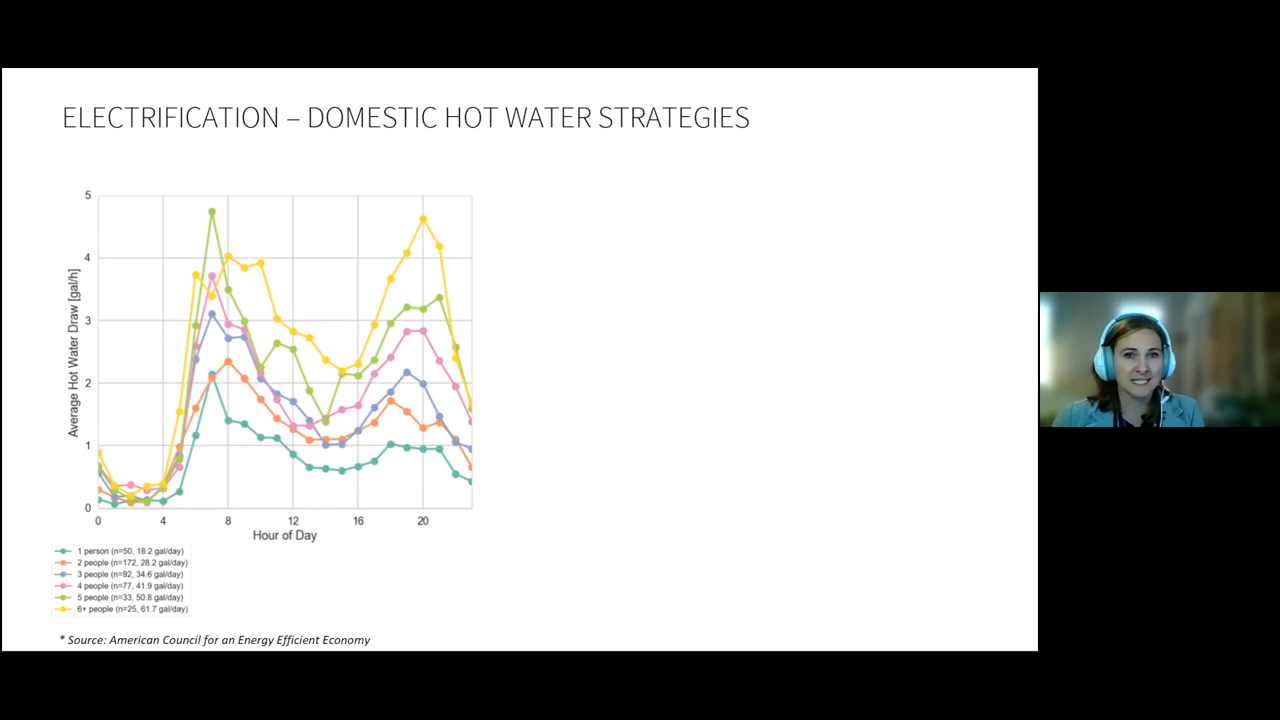 ELECTRIFICATION – DOMESTIC HOT WATER STRATEGIES
5
4
3
2
1
0
Average Hot Water Draw [gal/h]
0 4 8 12 16 20
Hour of Day
1 person (n=50, 18.2 gal/day)
2 people (n=172, 28.2 gal/day)
3 people (n=92, 34.6 gal/day)
4 people (n=77, 41.9 gal/day)
5 people (n=33, 50.8 gal/day)
6+ people (n=25, 61.7 gal/day)
* Source: American Council for an Energy Efficient Economy